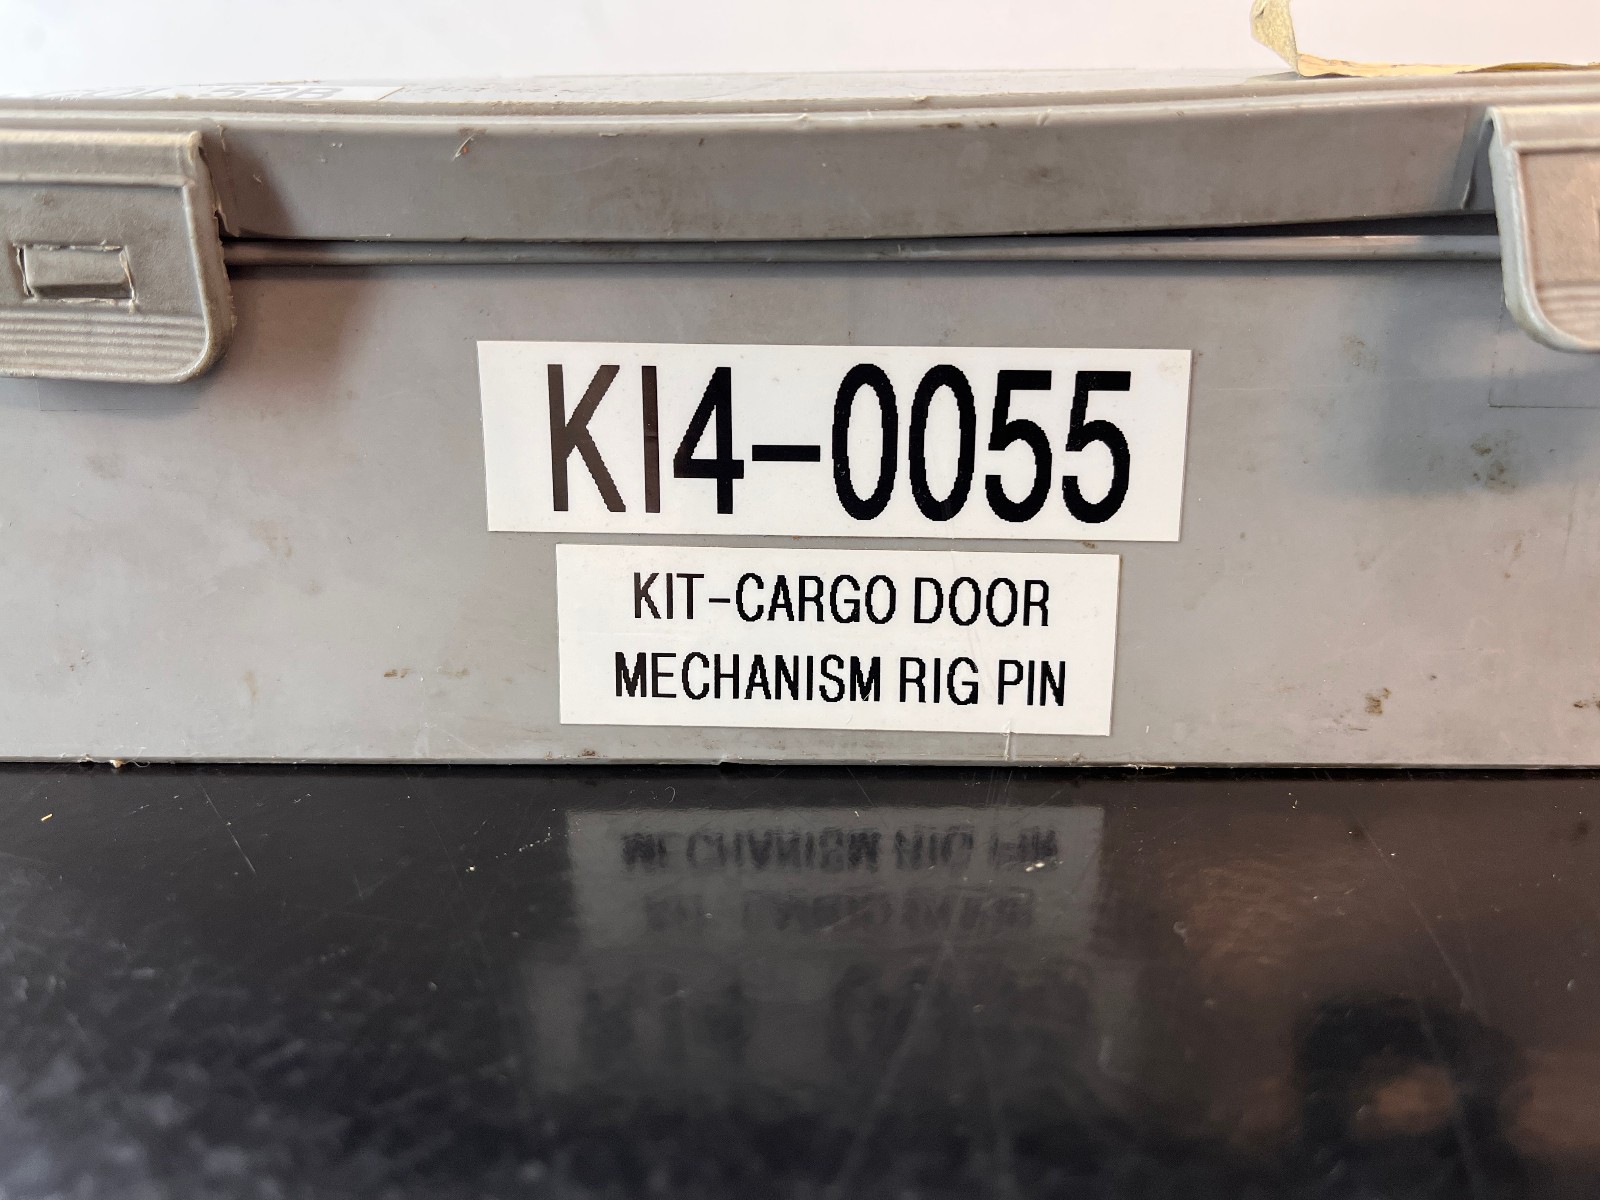 KI4-0055
KIT-CARGO DOOR
MECHANISM RIG PIN